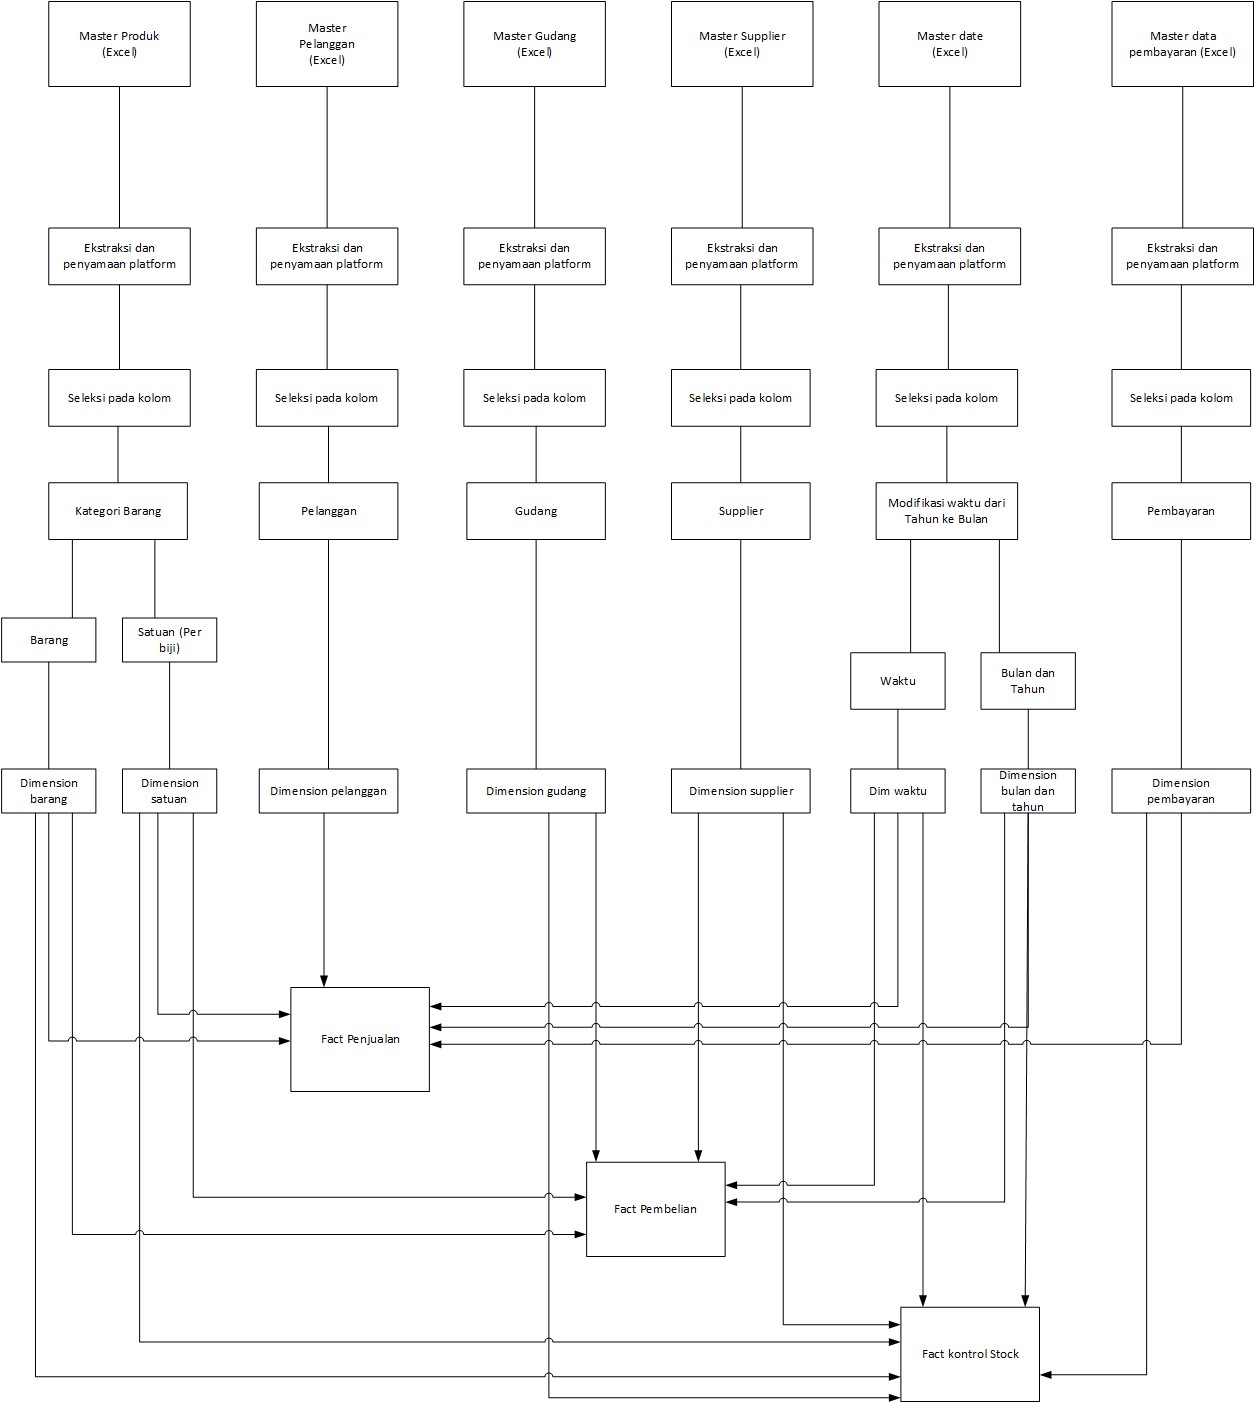 Master Produk
(Excel)
Master
Pelanggan
(Excel)
Master Gudang
(Excel)
Master Supplier
(Excel)
Master date
(Excel)
Master data
pembayaran (Excel)
Ekstraksi dan
penyamaan platform
Ekstraksi dan
penyamaan platform
Ekstraksi dan
penyamaan platform
Ekstraksi dan
penyamaan platform
Ekstraksi dan
penyamaan platform
Ekstraksi dan
penyamaan platform
Seleksi pada kolom
Seleksi pada kolom
Seleksi pada kolom
Seleksi pada kolom
Seleksi pada kolom
Seleksi pada kolom
Kategori Barang
Pelanggan
Gudang
Supplier
Modifikasi waktu dari
Tahun ke Bulan
Pembayaran
Barang
Satuan (Per
biji)
Waktu
Bulan dan
Tahun
Dimension
barang
Dimension
satuan
Dimension pelanggan
Dimension gudang
Dimension supplier
Dim waktu
Dimension
bulan dan
tahun
Dimension
pembayaran
Fact Penjualan
Fact Pembelian
Fact kontrol Stock